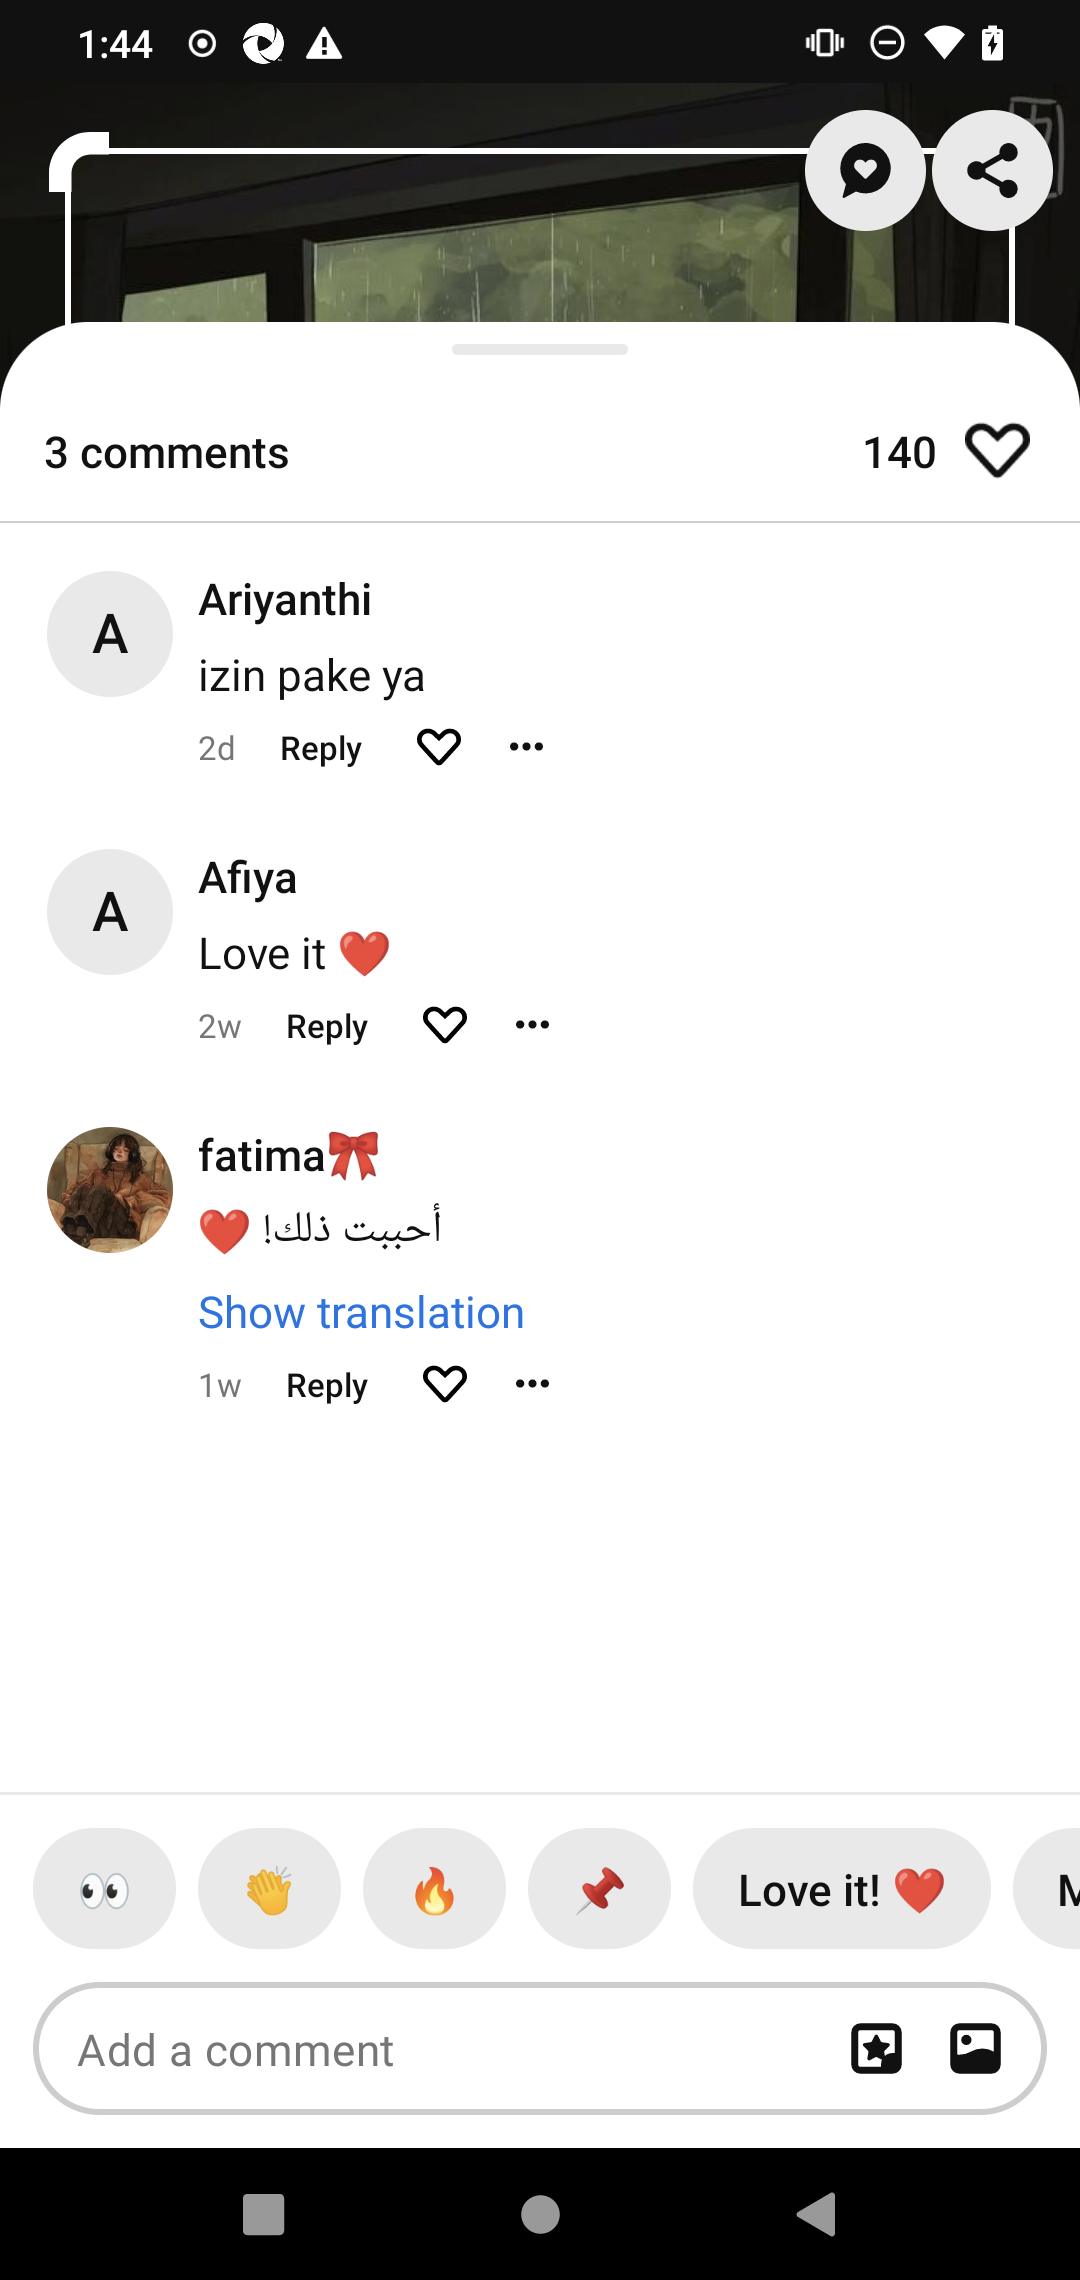 1:44
3 comments
140
A
Ariyanthi
izin pake ya
2d Reply
A
Afiya
Love it ❤️
2w Reply
fatima🎀
أحببت ذلك! ❤️
Show translation
1w Reply
👀 👏 🔥 📌 Love it! ❤️
Add a comment